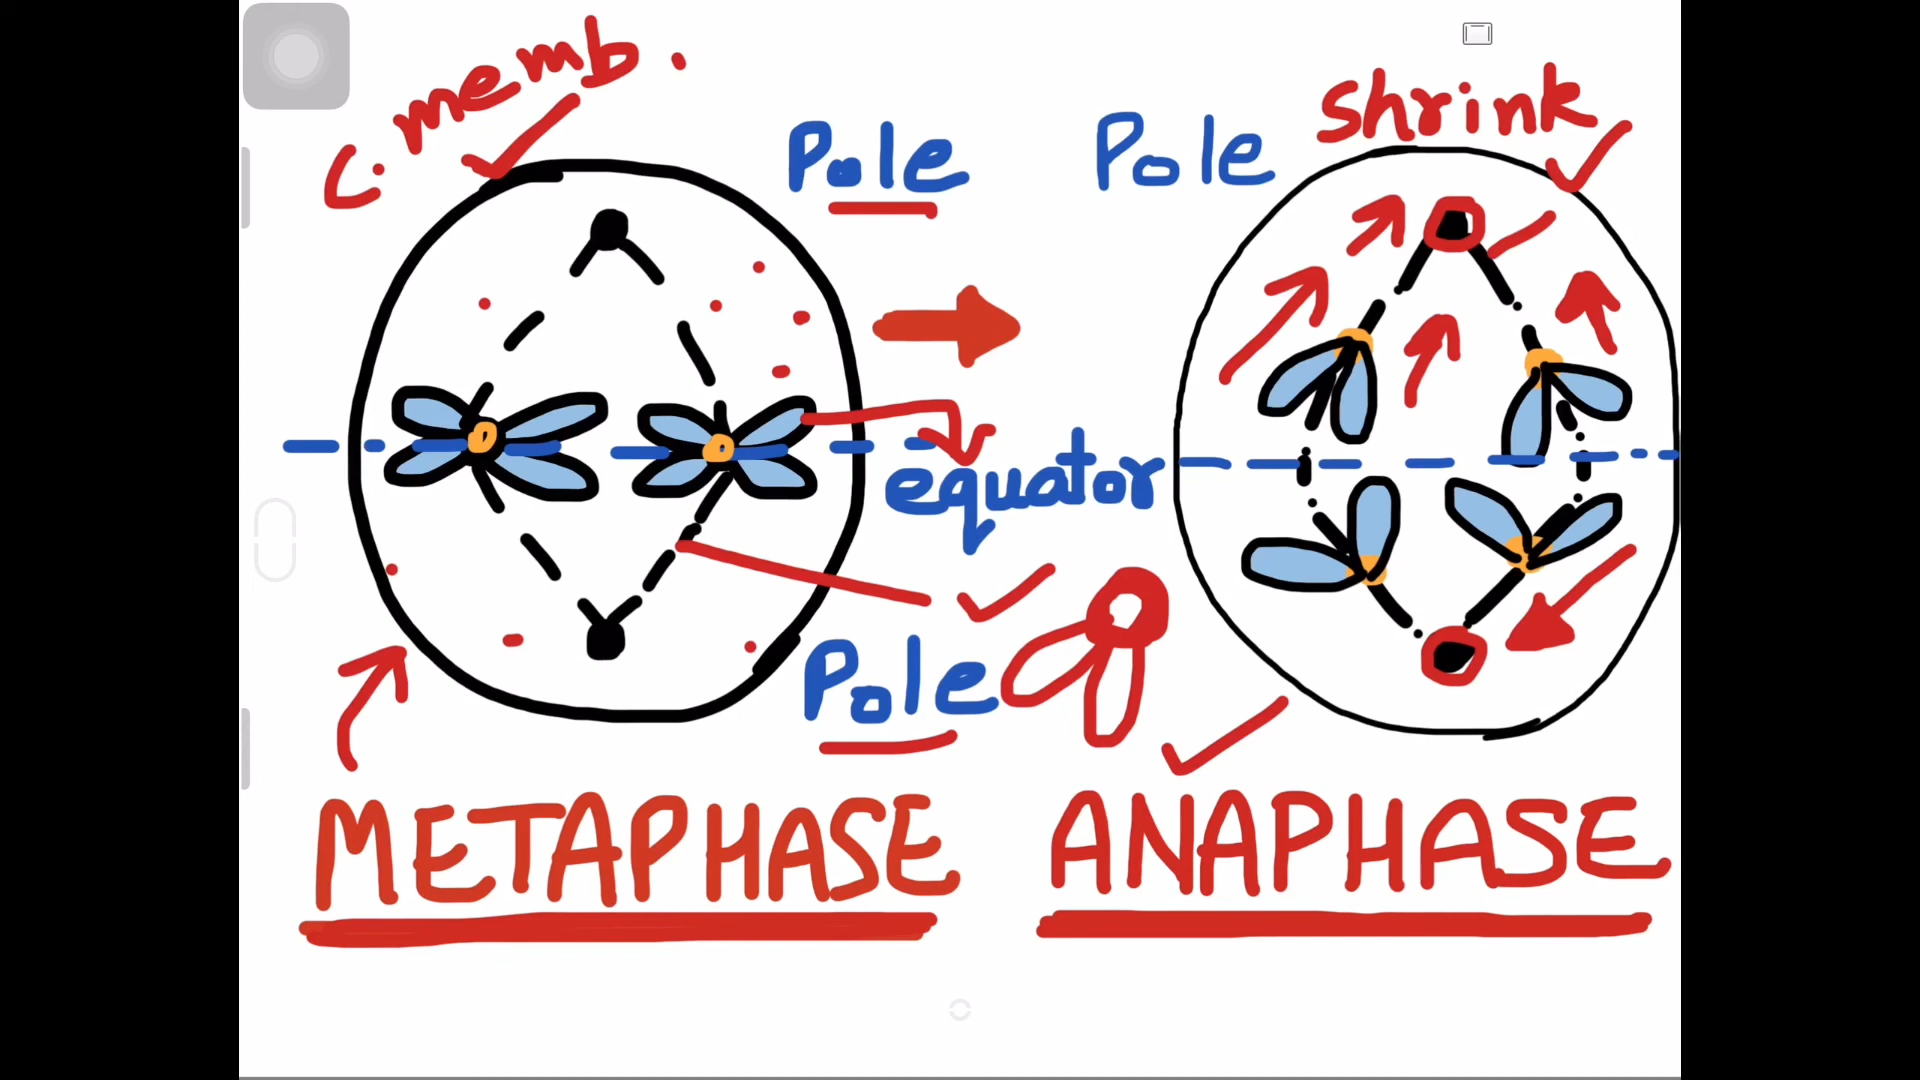 c. memb.
Pole
Pole
shrink
equator
Pole
METAPHASE
ANAPHASE